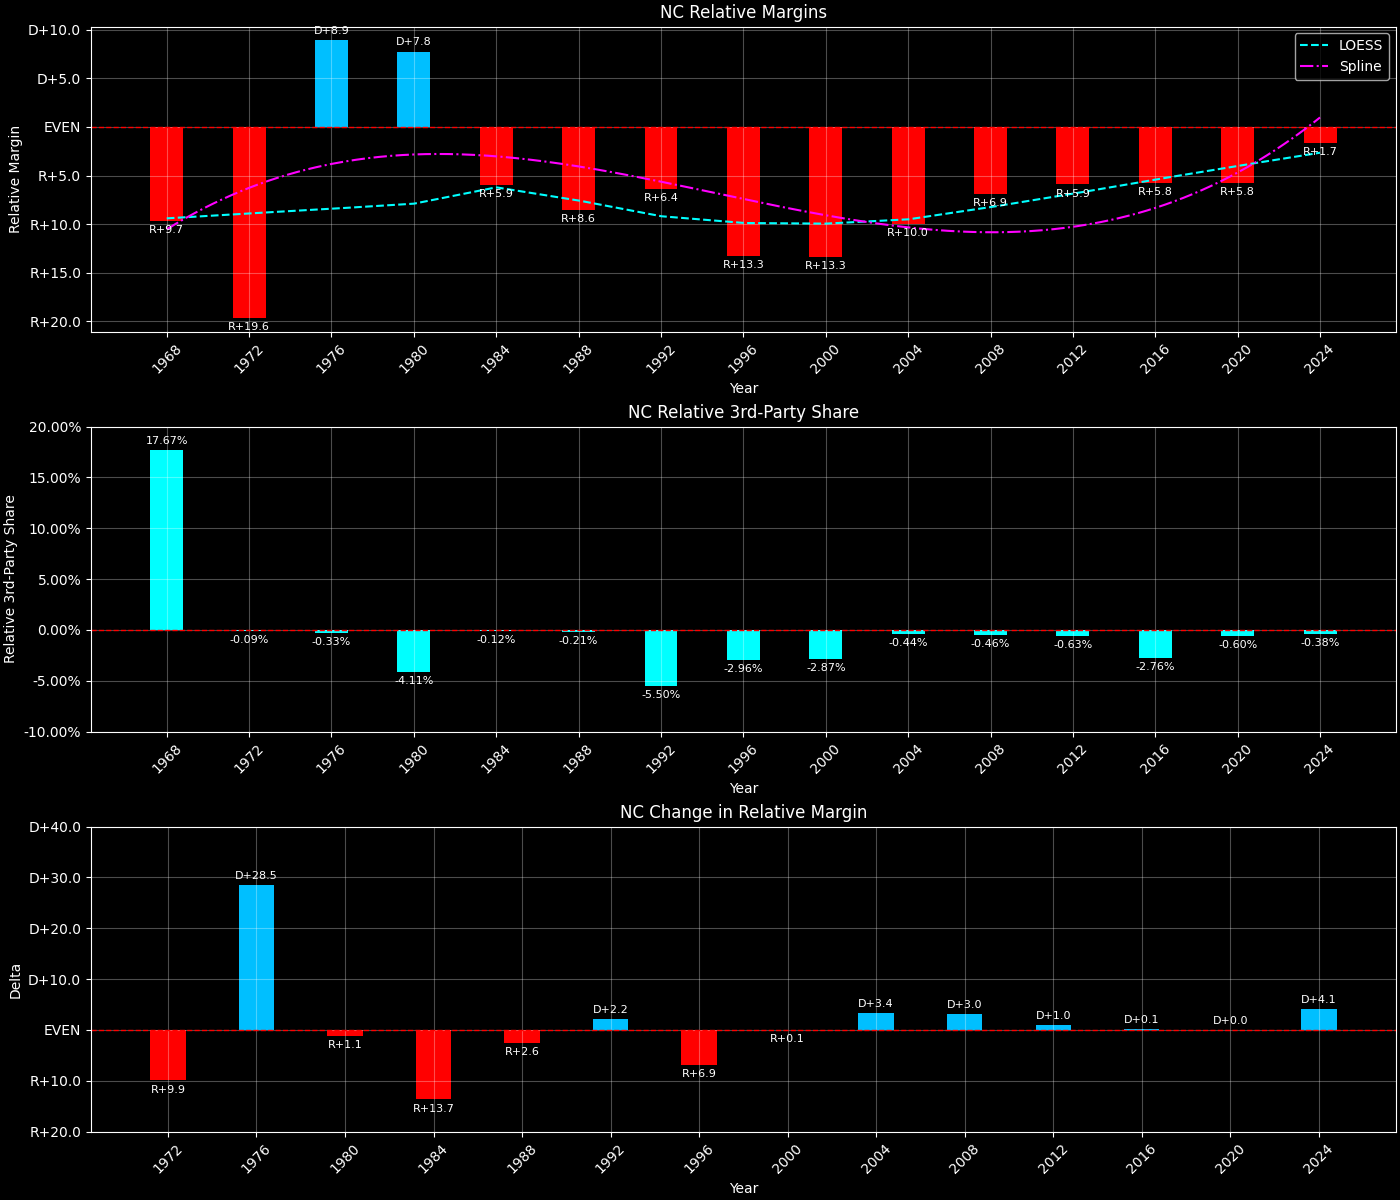 NC Relative Margins
D+10.0
D+5.0
EVEN
R+5.0
R+10.0
R+15.0
R+20.0
Relative Margin
LOESS
Spline
R+9.7
R+19.6
D+8.9
D+7.8
R+5.9
R+8.6
R+6.4
R+13.3
R+13.3
R+10.0
R+6.9
R+5.9
R+5.8
R+5.8
R+1.7
1968
1972
1976
1980
1984
1988
1992
1996
2000
2004
2008
2012
2016
2020
2024
Year
NC Relative 3rd-Party Share
20.00%
15.00%
10.00%
5.00%
0.00%
-5.00%
-10.00%
Relative 3rd-Party Share
17.67%
-0.09%
-0.33%
-4.11%
-0.12%
-0.21%
-5.50%
-2.96%
-2.87%
-0.44%
-0.46%
-0.63%
-2.76%
-0.60%
-0.38%
1968
1972
1976
1980
1984
1988
1992
1996
2000
2004
2008
2012
2016
2020
2024
Year
NC Change in Relative Margin
D+40.0
D+30.0
D+20.0
D+10.0
EVEN
R+10.0
R+20.0
Delta
R+9.9
D+28.5
R+1.1
R+13.7
R+2.6
D+2.2
R+6.9
R+0.1
D+3.4
D+3.0
D+1.0
D+0.1
D+0.0
D+4.1
1972
1976
1980
1984
1988
1992
1996
2000
2004
2008
2012
2016
2020
2024
Year